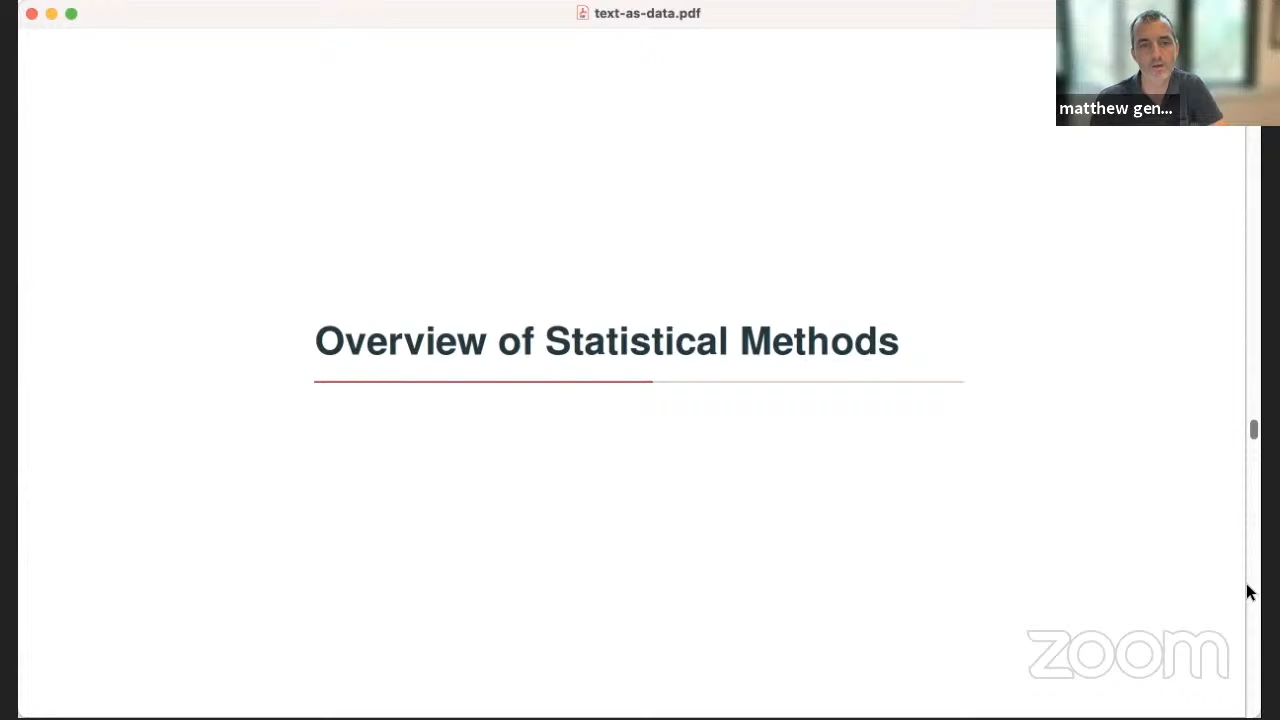 text-as-data.pdf
matthew gen...
Overview of Statistical Methods
zoom